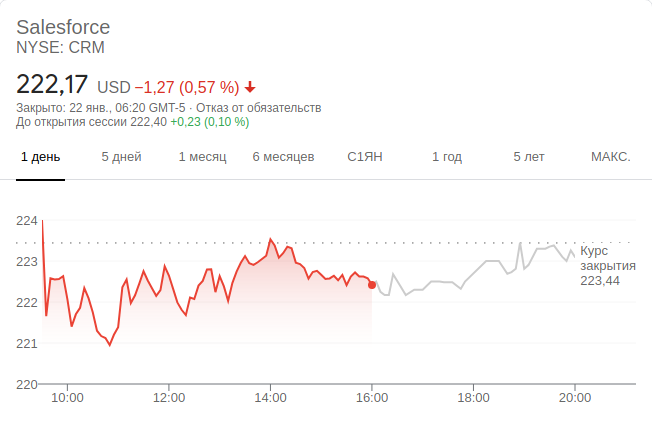 Salesforce
NYSE: CRM
222,17 USD −1,27 (0,57 %)
Закрыто: 22 янв., 06:20 GMT-5 · Отказ от обязательств
До открытия сессии 222,40 +0,23 (0,10 %)
1 день 5 дней 1 месяц 6 месяцев С1ЯН 1 год 5 лет МАКС.
224
Курс
закрытия
223,44
223
222
221
220
10:00 12:00 14:00 16:00 18:00 20:00